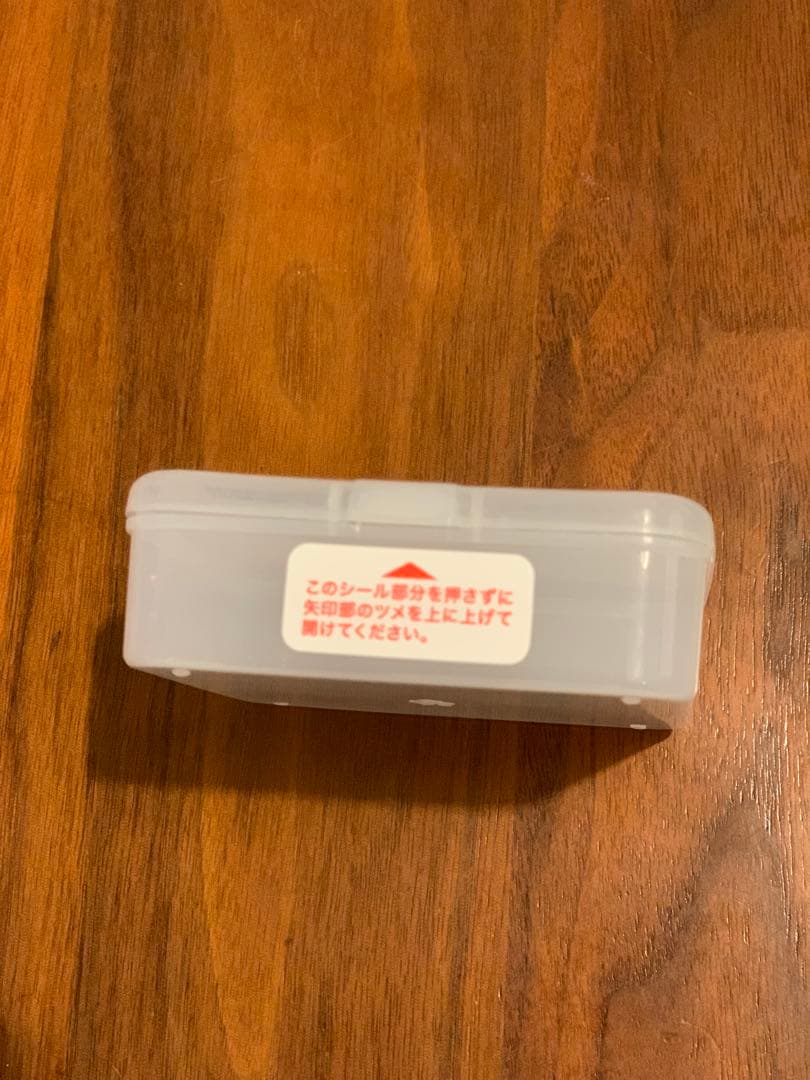 このシール部分を押さずに
矢印部のツメを上に上げて
開けてください。